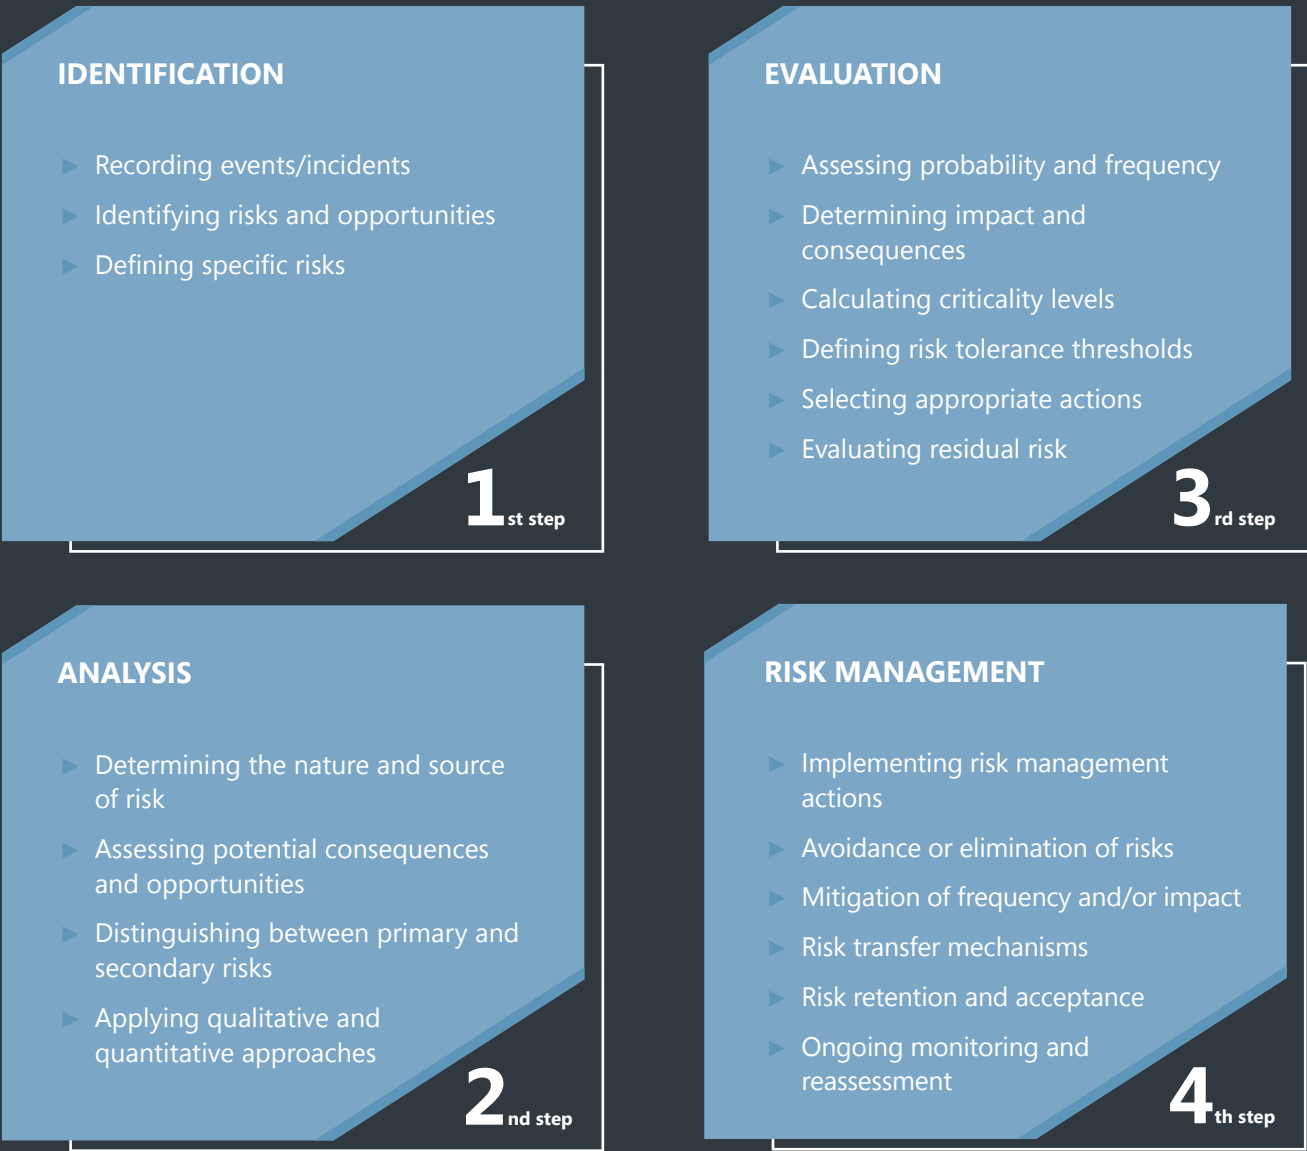 IDENTIFICATION
Recording events/incidents
Identifying risks and opportunities
Defining specific risks
1st step
ANALYSIS
Determining the nature and source
of risk
Assessing potential consequences
and opportunities
Distinguishing between primary and
secondary risks
Applying qualitative and
quantitative approaches
2nd step
EVALUATION
Assessing probability and frequency
Determining impact and
consequences
Calculating criticality levels
Defining risk tolerance thresholds
Selecting appropriate actions
Evaluating residual risk
3rd step
RISK MANAGEMENT
Implementing risk management
actions
Avoidance or elimination of risks
Mitigation of frequency and/or impact
Risk transfer mechanisms
Risk retention and acceptance
Ongoing monitoring and
reassessment
4th step